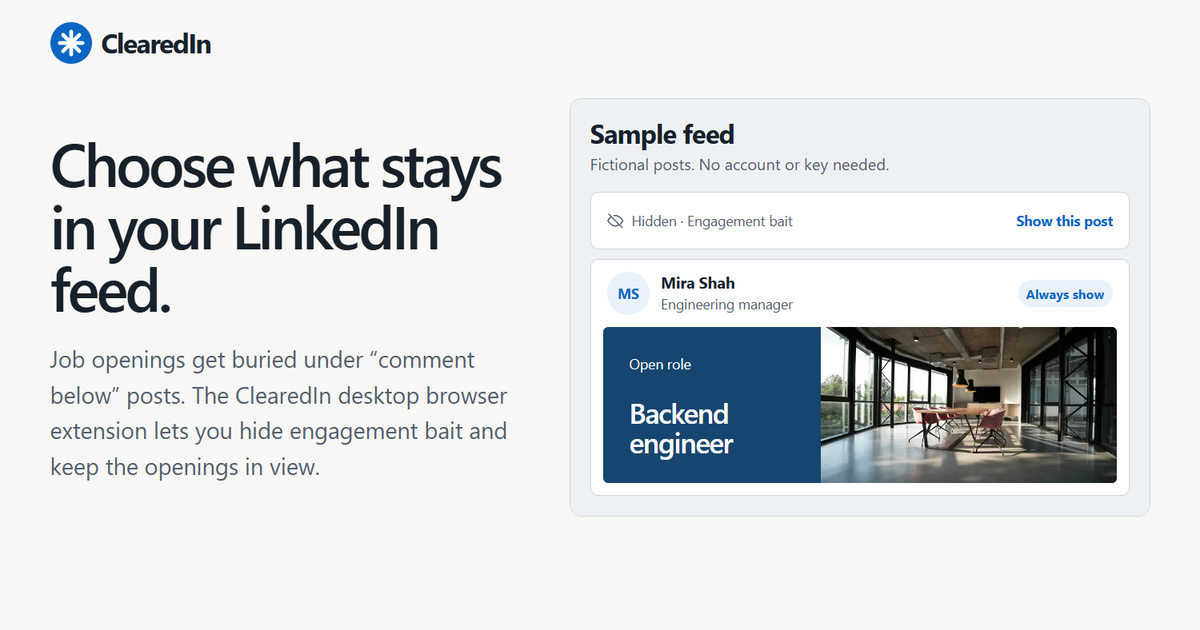 ClearedIn
Choose what stays
in your LinkedIn
feed.
Job openings get buried under “comment
below” posts. The ClearedIn desktop browser
extension lets you hide engagement bait and
keep the openings in view.
Sample feed
Fictional posts. No account or key needed.
Hidden · Engagement bait
Show this post
MS
Mira Shah
Engineering manager
Always show
Open role
Backend
engineer